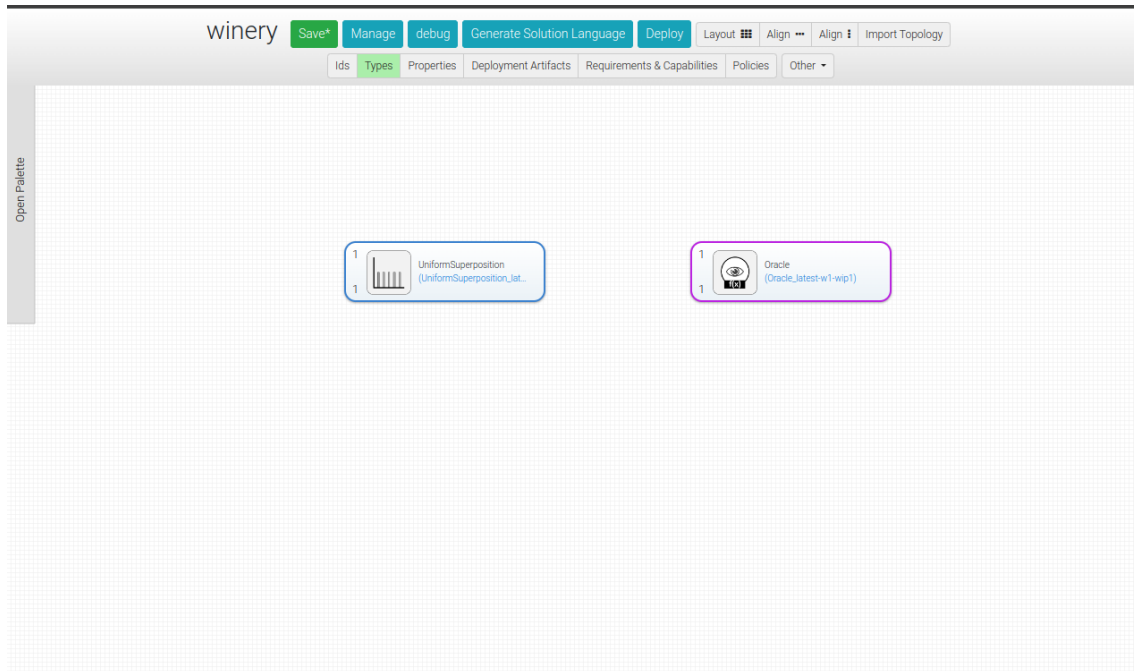 winery Save* Manage debug Generate Solution Language Deploy Layout Align Align Import Topology
Ids Types Properties Deployment Artifacts Requirements & Capabilities Policies Other
Open Palette
1
UniformSuperposition
(UniformSuperposition_lat...
1
1
f(x)
Oracle
(Oracle_latest-w1-wip1)
1